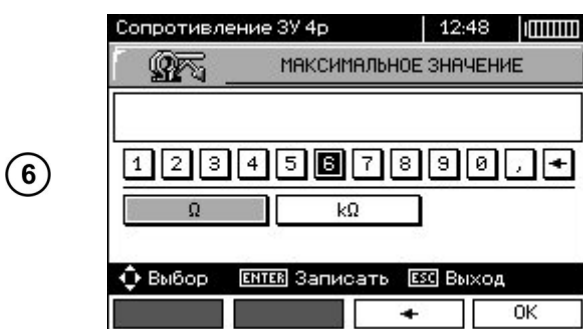 Сопротивление ЗУ 4р 12:48
МАКСИМАЛЬНОЕ ЗНАЧЕНИЕ
1 2 3 4 5 6 7 8 9 0 , ←
6
Ω kΩ
Выбор ENTER Записать ESC Выход
← OK